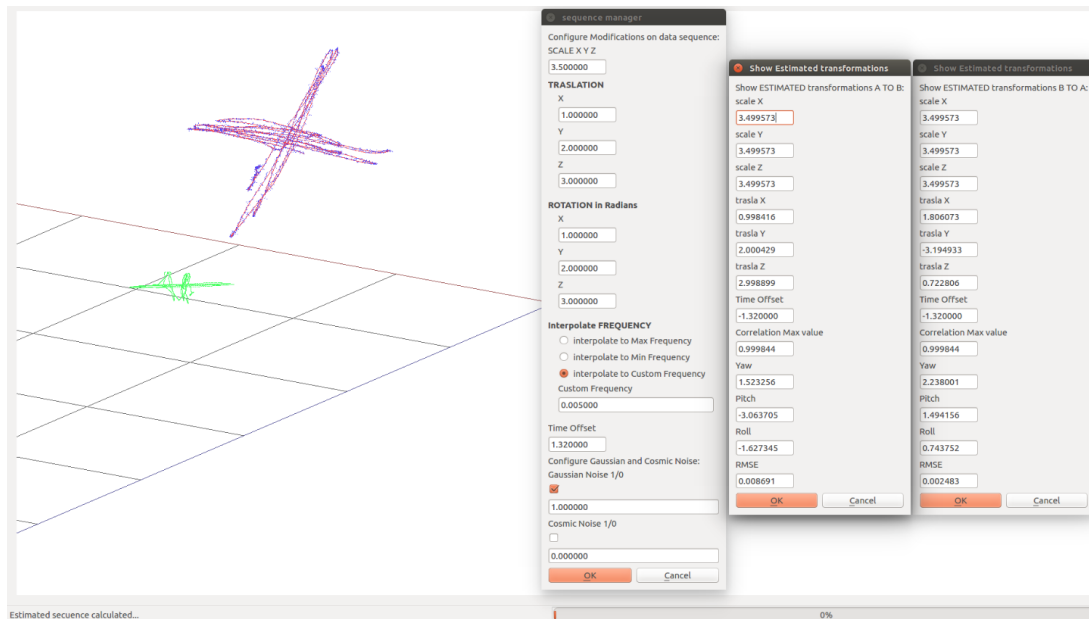 sequence manager
Configure Modifications on data sequence:
SCALE X Y Z
3.500000
TRASLATION
X
1.000000
Y
2.000000
Z
3.000000
ROTATION in Radians
X
1.000000
Y
2.000000
Z
3.000000
Interpolate FREQUENCY
interpolate to Max Frequency
interpolate to Min Frequency
interpolate to Custom Frequency
Custom Frequency
0.005000
Time Offset
1.320000
Configure Gaussian and Cosmic Noise:
Gaussian Noise 1/0
1.000000
Cosmic Noise 1/0
0.000000
OK Cancel
Show Estimated transformations
Show ESTIMATED transformations A TO B:
scale X
3.499573
scale Y
3.499573
scale Z
3.499573
trasla X
0.998416
trasla Y
2.000429
trasla Z
2.998899
Time Offset
-1.320000
Correlation Max value
0.999844
Yaw
1.523256
Pitch
-3.063705
Roll
-1.627345
RMSE
0.008691
OK Cancel
Show Estimated transformations
Show ESTIMATED transformations B TO A:
scale X
3.499573
scale Y
3.499573
scale Z
3.499573
trasla X
1.806073
trasla Y
-3.194933
trasla Z
0.722806
Time Offset
-1.320000
Correlation Max value
0.999844
Yaw
2.238001
Pitch
1.494156
Roll
0.743752
RMSE
0.002483
OK Cancel
Estimated secuence calculated...
0%